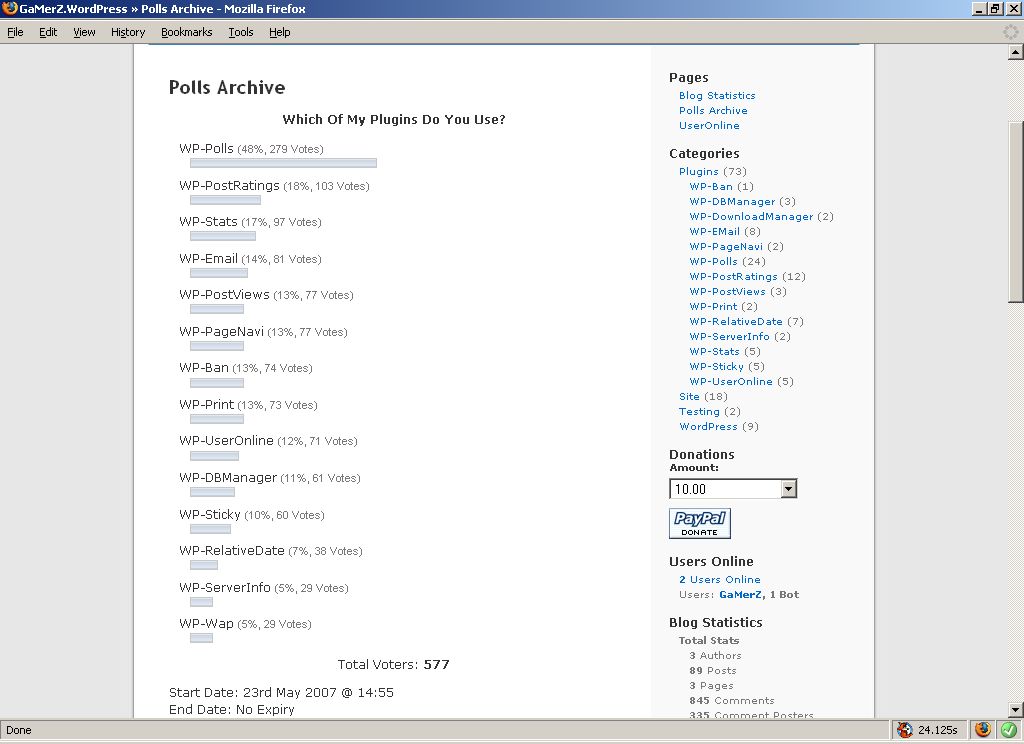 GaMerZ.WordPress » Polls Archive - Mozilla Firefox
File Edit View History Bookmarks Tools Help
Polls Archive
Which Of My Plugins Do You Use?
WP-Polls (48%, 279 Votes)
WP-PostRatings (18%, 103 Votes)
WP-Stats (17%, 97 Votes)
WP-Email (14%, 81 Votes)
WP-PostViews (13%, 77 Votes)
WP-PageNavi (13%, 77 Votes)
WP-Ban (13%, 74 Votes)
WP-Print (13%, 73 Votes)
WP-UserOnline (12%, 71 Votes)
WP-DBManager (11%, 61 Votes)
WP-Sticky (10%, 60 Votes)
WP-RelativeDate (7%, 38 Votes)
WP-ServerInfo (5%, 29 Votes)
WP-Wap (5%, 29 Votes)
Total Voters: 577
Start Date: 23rd May 2007 @ 14:55
End Date: No Expiry
Pages
Blog Statistics
Polls Archive
UserOnline
Categories
Plugins (73)
WP-Ban (1)
WP-DBManager (3)
WP-DownloadManager (2)
WP-EMail (8)
WP-PageNavi (2)
WP-Polls (24)
WP-PostRatings (12)
WP-PostViews (3)
WP-Print (2)
WP-RelativeDate (7)
WP-ServerInfo (2)
WP-Stats (5)
WP-Sticky (5)
WP-UserOnline (5)
Site (18)
Testing (2)
WordPress (9)
Donations
Amount:
10.00
PayPal
DONATE
Users Online
2 Users Online
Users: GaMerZ, 1 Bot
Blog Statistics
Total Stats
3 Authors
89 Posts
3 Pages
845 Comments
335 Comment Posters
Done
24.125s